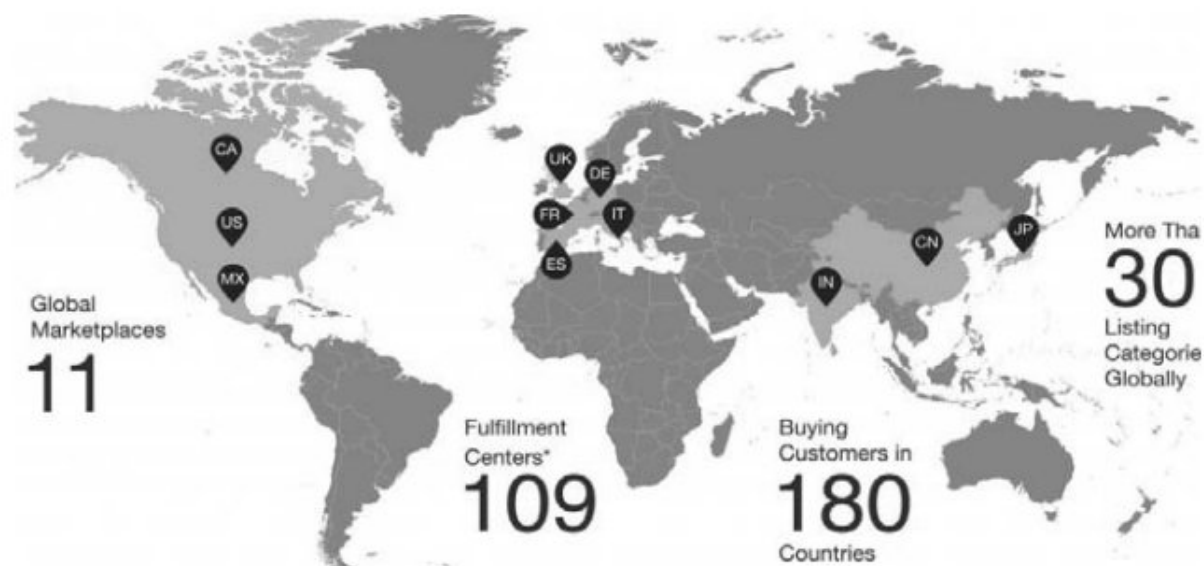 CA
US
MX
UK
DE
FR
IT
ES
IN
CN
JP
Global
Marketplaces
11
Fulfillment
Centers*
109
Buying
Customers in
180
Countries
More Tha
30
Listing
Categorie
Globally